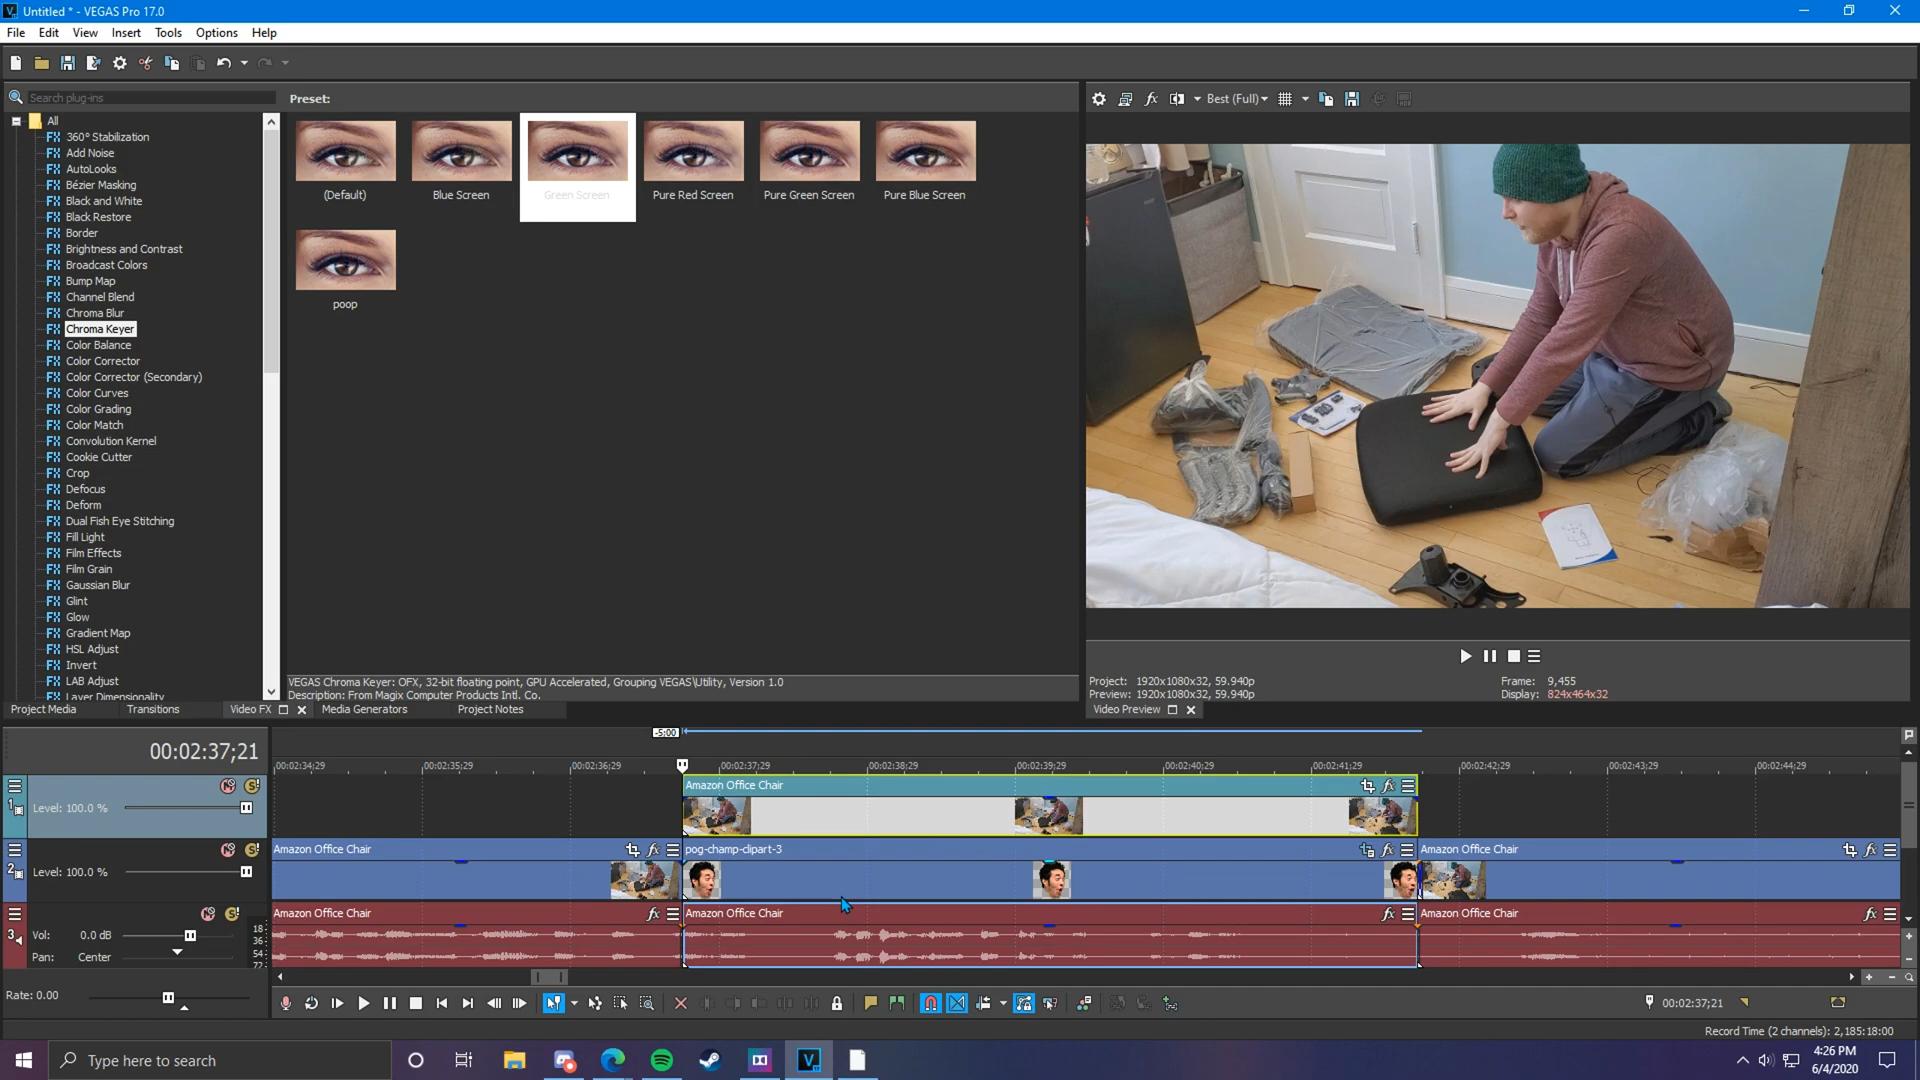 Untitled * - VEGAS Pro 17.0
File Edit View Insert Tools Options Help
Search plug-ins
Preset:
Best (Full)
All
360° Stabilization
Add Noise
AutoLooks
Bézier Masking
Black and White
Black Restore
Border
Brightness and Contrast
Broadcast Colors
Bump Map
Channel Blend
Chroma Blur
Chroma Keyer
Color Balance
Color Corrector
Color Corrector (Secondary)
Color Curves
Color Grading
Color Match
Convolution Kernel
Cookie Cutter
Crop
Defocus
Deform
Dual Fish Eye Stitching
Fill Light
Film Effects
Film Grain
Gaussian Blur
Glint
Glow
Gradient Map
HSL Adjust
Invert
LAB Adjust
Layer Dimensionality
(Default) Blue Screen Green Screen Pure Red Screen Pure Green Screen Pure Blue Screen
poop
VEGAS Chroma Keyer: OFX, 32-bit floating point, GPU Accelerated, Grouping VEGAS\Utility, Version 1.0
Description: From Magix Computer Products Intl. Co.
Project: 1920x1080x32, 59.940p
Preview: 1920x1080x32, 59.940p
Frame: 9,455
Display: 824x464x32
Project Media Transitions Video FX Media Generators Project Notes
Video Preview
00:02:37;21
-5:00
00:02:34;29 00:02:35;29 00:02:36;29 00:02:37;29 00:02:38;29 00:02:39;29 00:02:40;29 00:02:41;29 00:02:42;29 00:02:43;29 00:02:44;29
1
Level: 100.0 %
Amazon Office Chair
2
Level: 100.0 %
Amazon Office Chair pog-champ-clipart-3 Amazon Office Chair
3
Vol: 0.0 dB
Pan: Center
18
36
54
72
Amazon Office Chair Amazon Office Chair Amazon Office Chair
Rate: 0.00
00:02:37;21
Record Time (2 channels): 2,185:18:00
Type here to search
4:26 PM
6/4/2020